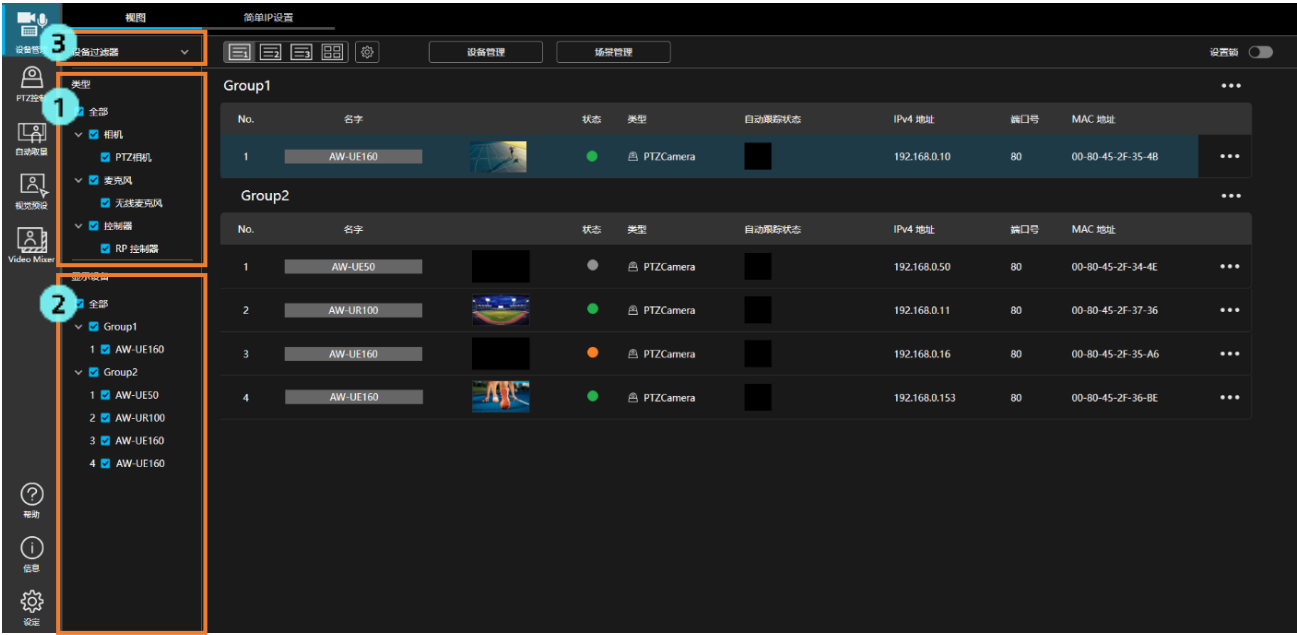 视图 简单IP设置
设备管理
3
设备过滤器
1 2 3
设备管理 场景管理
设置锁
PTZ控制
自动取景
视觉预设
Video Mixer
帮助
信息
设定
1
类型
全部
相机
PTZ相机
麦克风
无线麦克风
控制器
RP 控制器
2
显示设备
全部
Group1
1 AW-UE160
Group2
1 AW-UE50
2 AW-UR100
3 AW-UE160
4 AW-UE160
Group1
No. 名字 状态 类型 自动跟踪状态 IPv4 地址 端口号 MAC 地址
1 AW-UE160 PTZCamera 192.168.0.10 80 00-80-45-2F-35-4B
Group2
No. 名字 状态 类型 自动跟踪状态 IPv4 地址 端口号 MAC 地址
1 AW-UE50 PTZCamera 192.168.0.50 80 00-80-45-2F-34-4E
2 AW-UR100 PTZCamera 192.168.0.11 80 00-80-45-2F-37-36
3 AW-UE160 PTZCamera 192.168.0.16 80 00-80-45-2F-35-A6
4 AW-UE160 PTZCamera 192.168.0.153 80 00-80-45-2F-36-BE